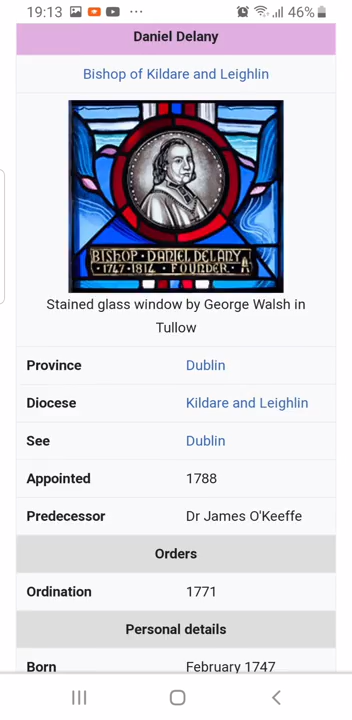 19:13 46%
Daniel Delany
Bishop of Kildare and Leighlin
BISHOP · DANIEL DELANY
· 1747 · 1814 · FOUNDER ·
Stained glass window by George Walsh in
Tullow
Province Dublin
Diocese Kildare and Leighlin
See Dublin
Appointed 1788
Predecessor Dr James O'Keeffe
Orders
Ordination 1771
Personal details
Born February 1747